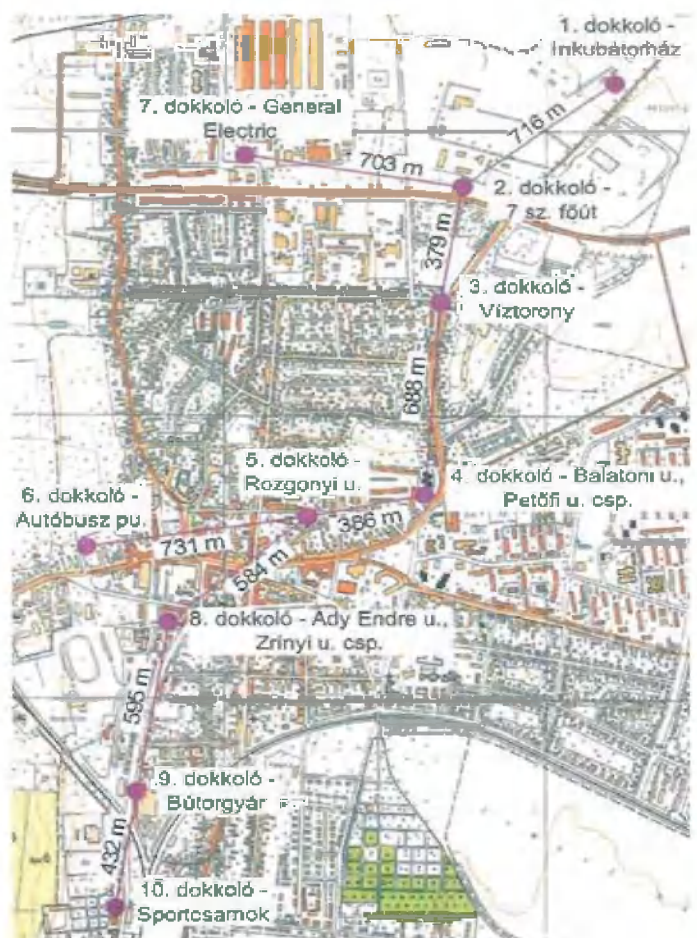 1. dokkoló -
Inkubátorház
7. dokkoló - General
Electric
716 m
703 m
2. dokkoló -
7 sz. főút
379 m
3. dokkoló -
Víztorony
688 m
5. dokkoló -
Rozgonyi u.
4. dokkoló - Balatoni u.,
Petőfi u. csp.
6. dokkoló -
Autóbusz pu.
386 m
731 m
584 m
8. dokkoló - Ady Endre u.,
Zrínyi u. csp.
595 m
9. dokkoló -
Bútorgyár
432 m
10. dokkoló -
Sportcsarnok